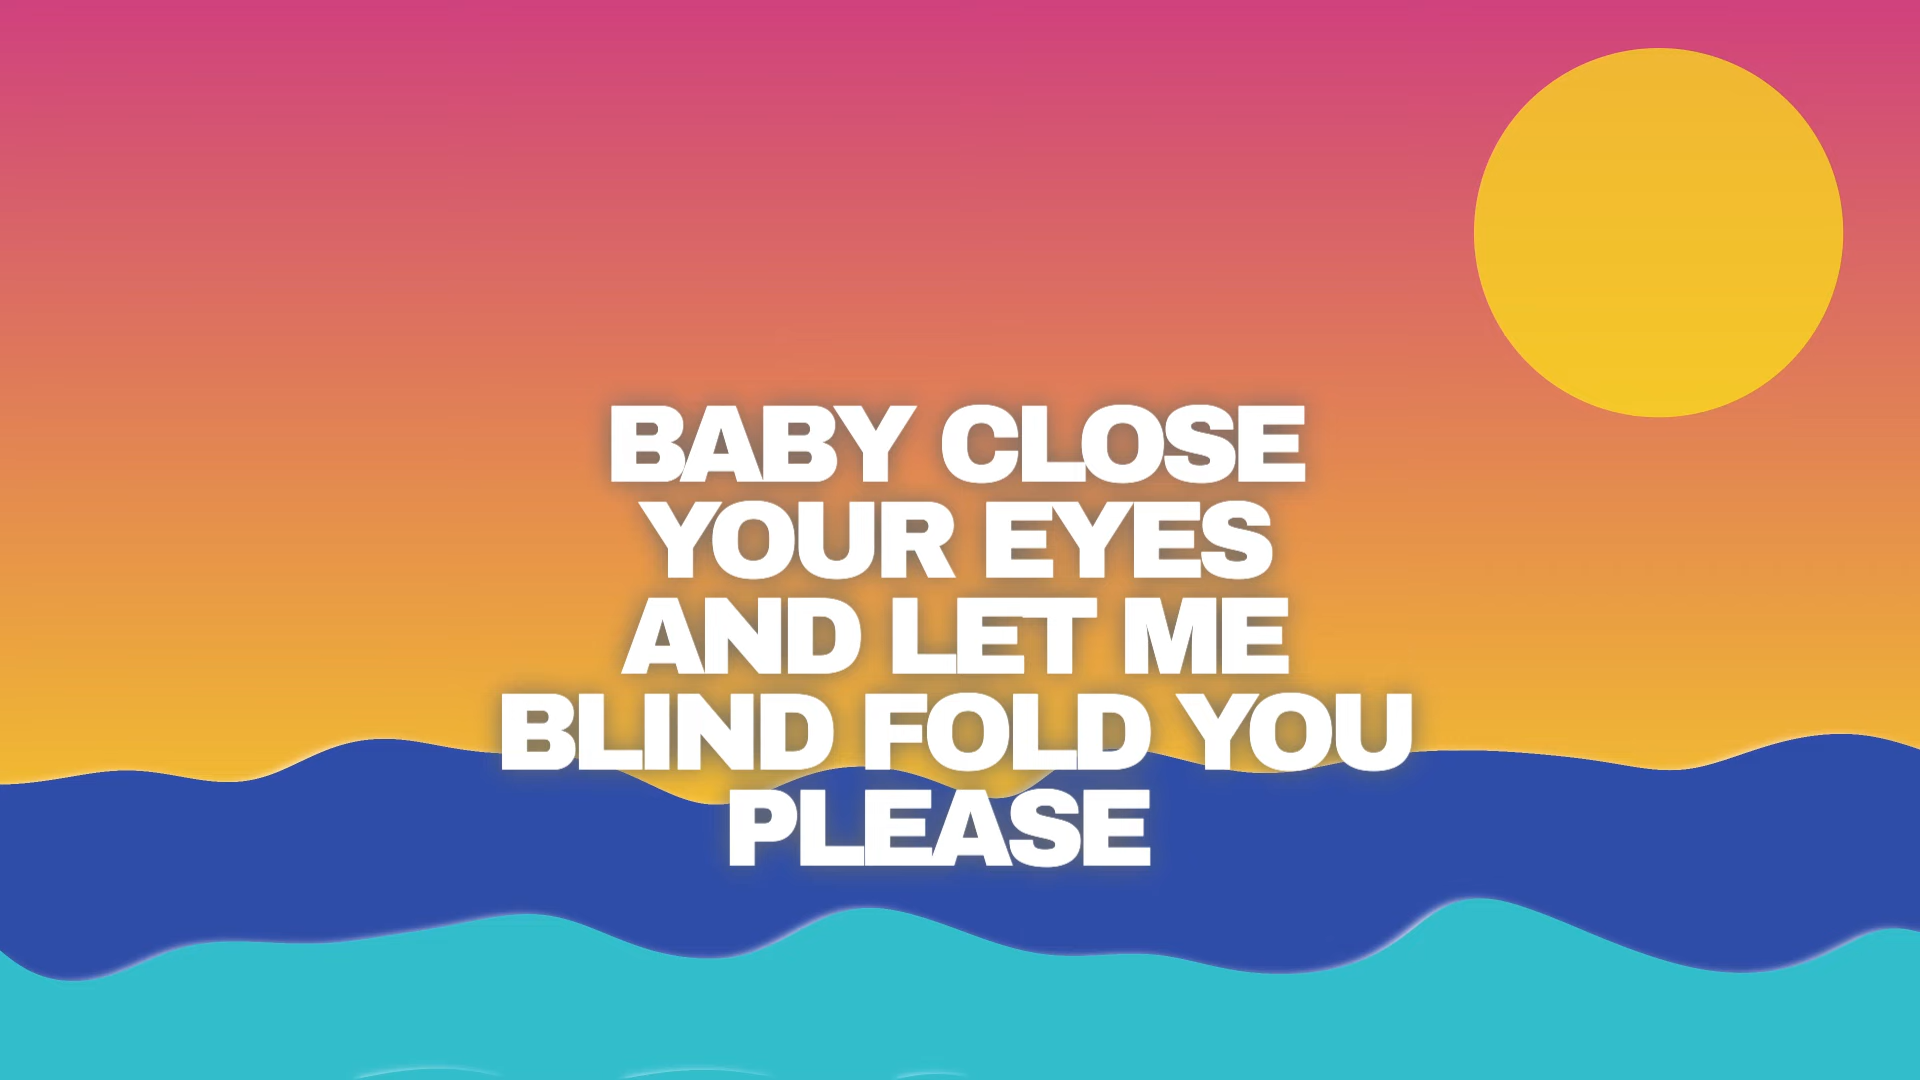 BABY CLOSE
YOUR EYES
AND LET ME
BLIND FOLD YOU
PLEASE